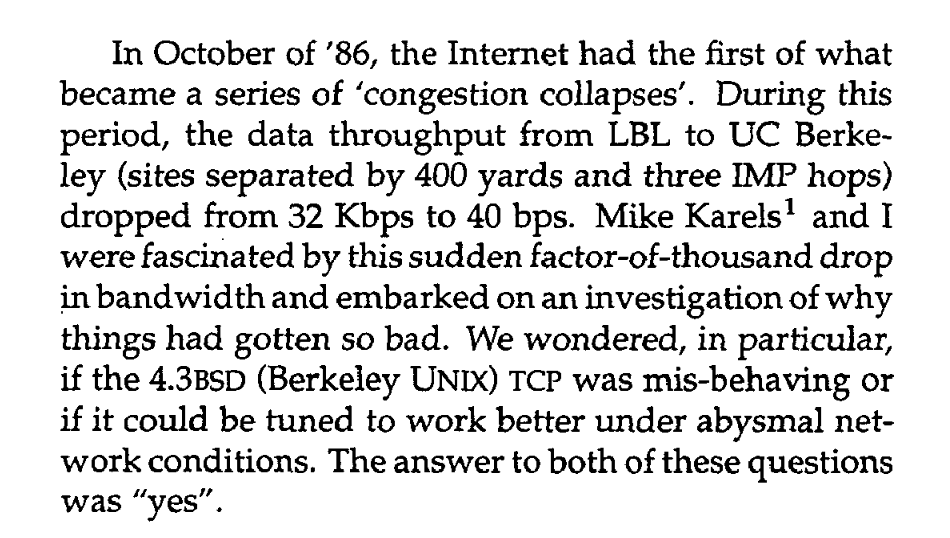 In October of '86, the Internet had the first of what
became a series of 'congestion collapses'. During this
period, the data throughput from LBL to UC Berke-
ley (sites separated by 400 yards and three IMP hops)
dropped from 32 Kbps to 40 bps. Mike Karels¹ and I
were fascinated by this sudden factor-of-thousand drop
in bandwidth and embarked on an investigation of why
things had gotten so bad. We wondered, in particular,
if the 4.3BSD (Berkeley UNIX) TCP was mis-behaving or
if it could be tuned to work better under abysmal net-
work conditions. The answer to both of these questions
was "yes".